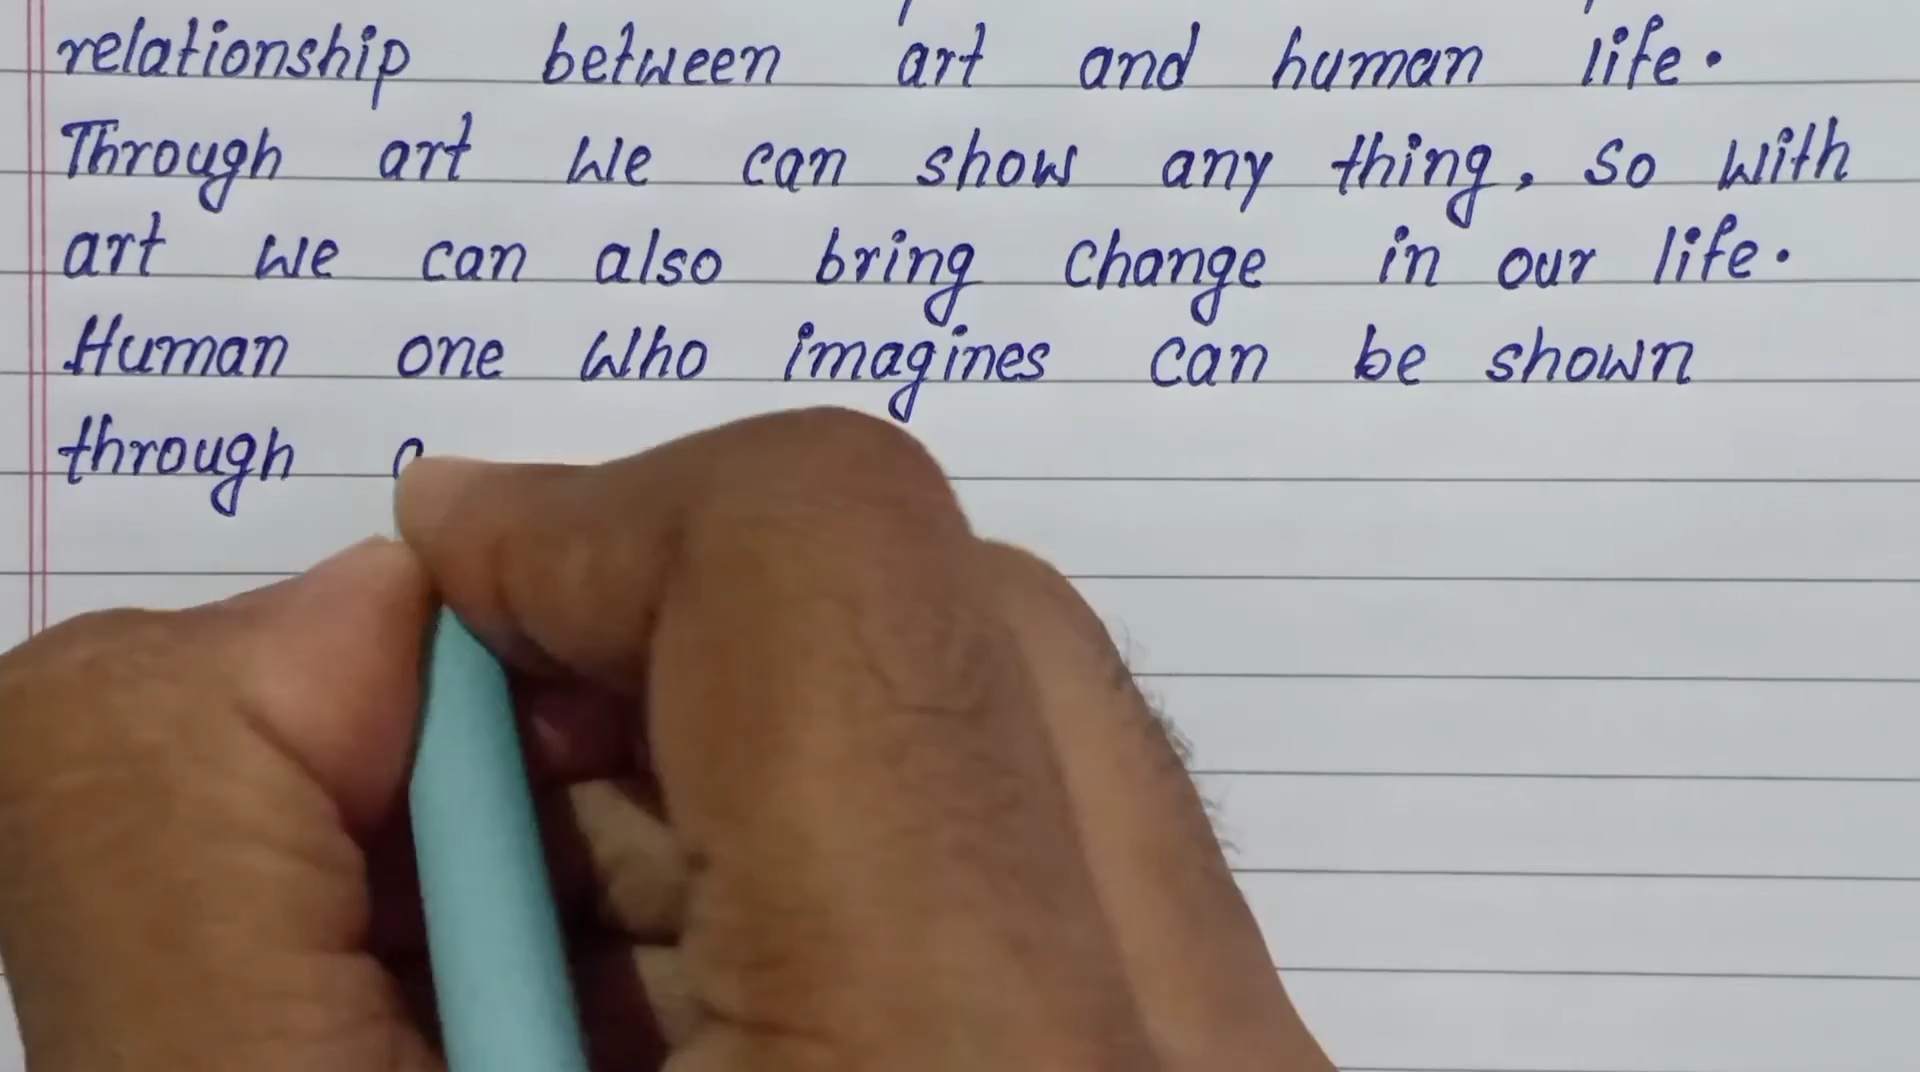 relationship between art and human life.
Through art we can show any thing, so with
art we can also bring change in our life.
Human one who imagines can be shown
through